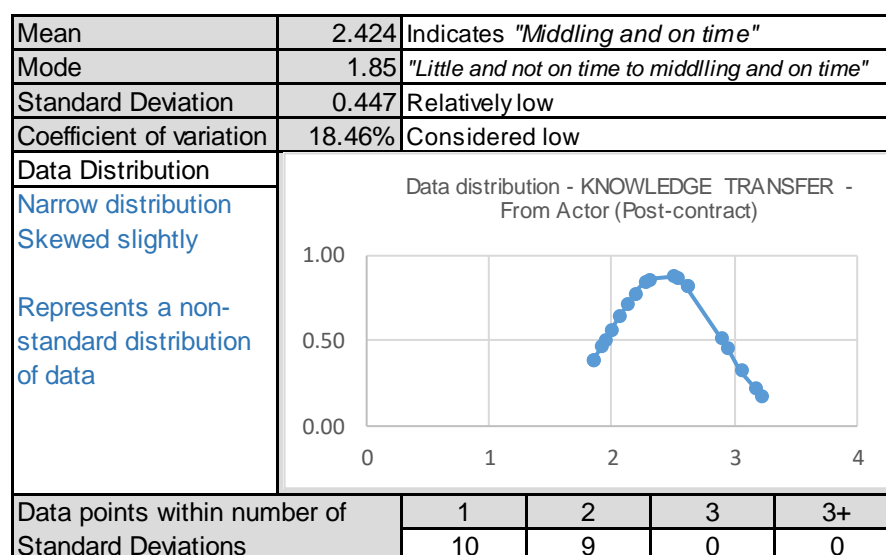 Mean 2.424 Indicates "Middling and on time"
Mode 1.85 "Little and not on time to middlling and on time"
Standard Deviation 0.447 Relatively low
Coefficient of variation 18.46% Considered low
Data Distribution
Narrow distribution
Skewed slightly
Represents a non-
standard distribution
of data
Data distribution - KNOWLEDGE TRANSFER -
From Actor (Post-contract)
1.00
0.50
0.00
0 1 2 3 4
Data points within number of 1 2 3 3+
Standard Deviations 10 9 0 0